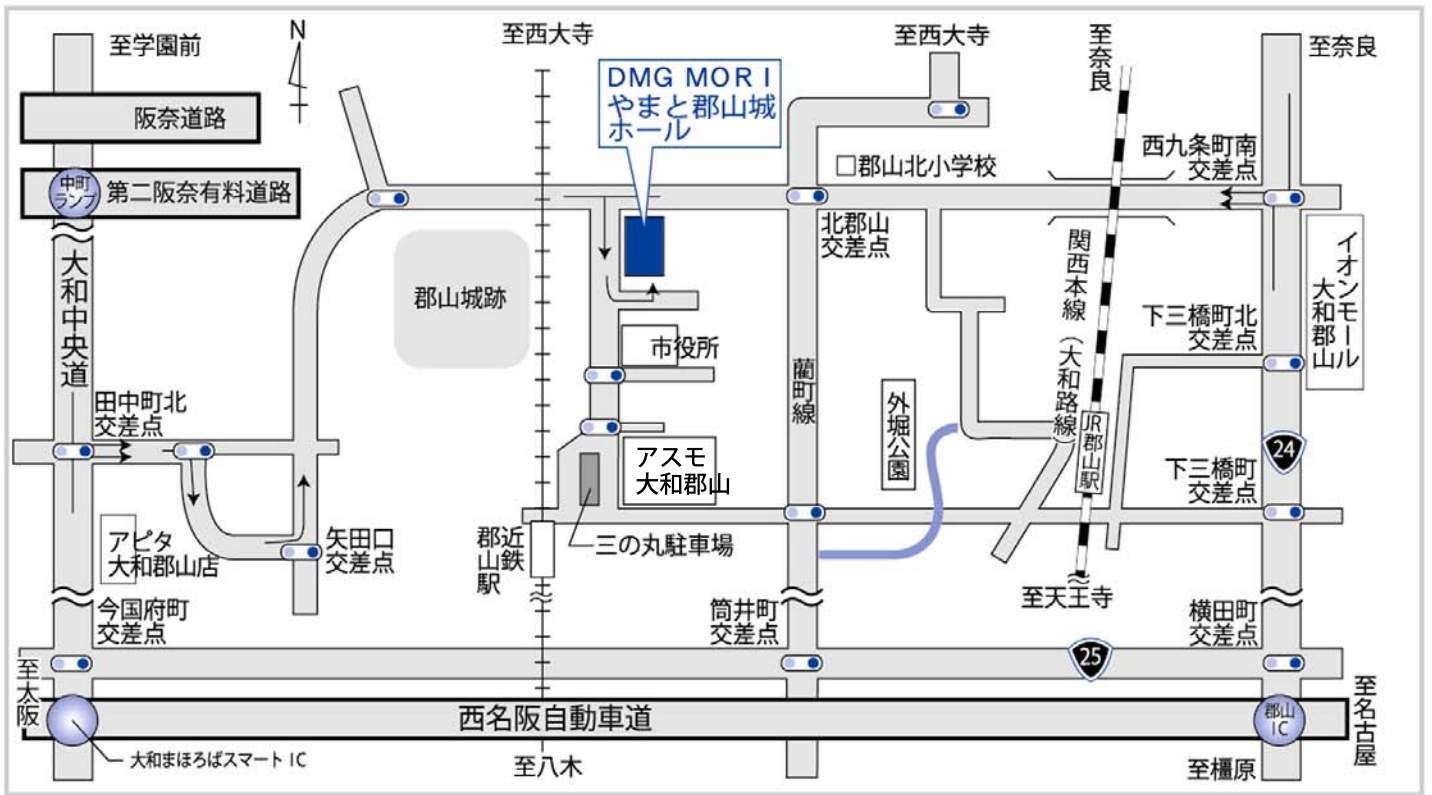 至学園前
N
至西大寺
至西大寺
至奈良
至奈良
DMG MORI
やまと郡山城
ホール
阪奈道路
中町
ランプ
第二阪奈有料道路
□郡山北小学校
西九条町南
交差点
北郡山
交差点
大和中央道
郡山城跡
関西本線(大和路線)
イオンモール
大和郡山
下三橋町北
交差点
市役所
藺町線
外堀公園
田中町北
交差点
JR郡山駅
24
アスモ
大和郡山
下三橋町
交差点
アピタ
大和郡山店
矢田口
交差点
近鉄
郡山駅
三の丸駐車場
至天王寺
今国府町
交差点
筒井町
交差点
横田町
交差点
25
至大阪
西名阪自動車道
郡山
IC
至名古屋
大和まほろばスマートIC
至八木
至橿原